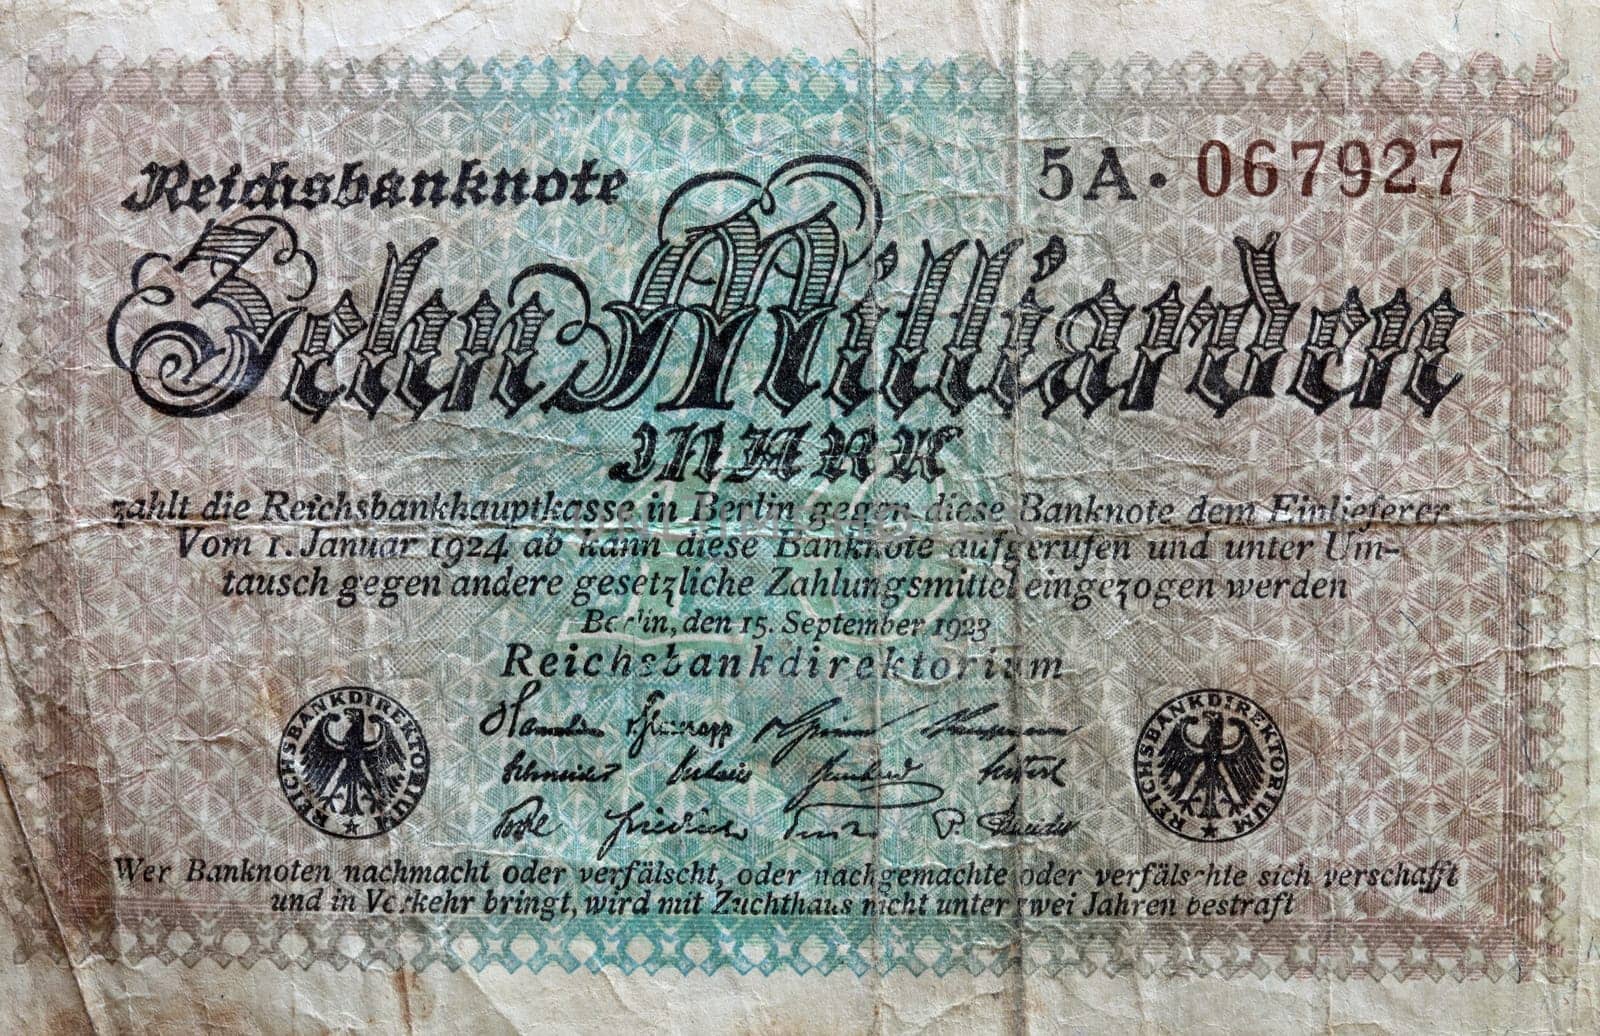 Reichsbanknote
5A· 067927
Zehn Milliarden
MARK
zahlt die Reichsbankhauptkasse in Berlin gegen diese Banknote dem Einlieferer
Vom 1. Januar 1924 ab kann diese Banknote aufgerufen und unter Um-
tausch gegen andere gesetzliche Zahlungsmittel eingezogen werden
Berlin, den 15. September 1923
Reichsbankdirektorium
REICHSBANKDIREKTORIUM
REICHSBANKDIREKTORIUM
Schneider
Friedrich
P. Schneider
Wer Banknoten nachmacht oder verfälscht, oder nachgemachte oder verfälschte sich verschafft
und in Verkehr bringt, wird mit Zuchthaus nicht unter zwei Jahren bestraft